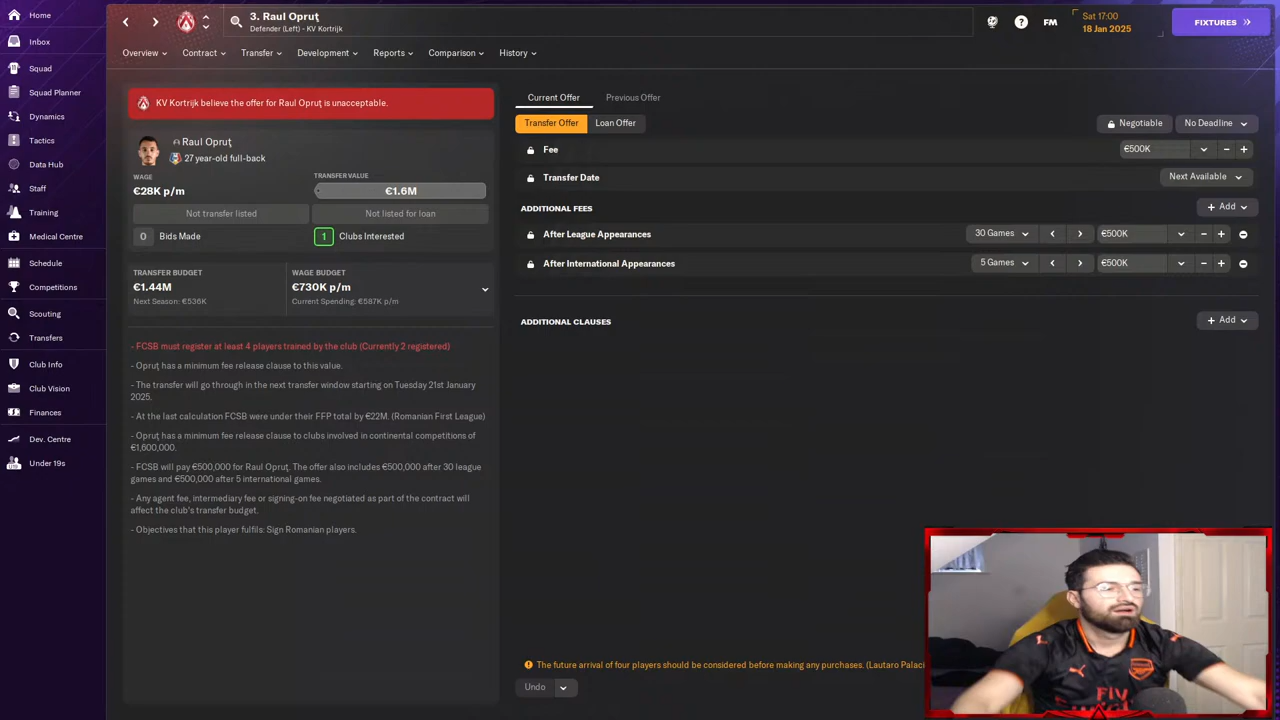 Home
Inbox
Squad
Squad Planner
Dynamics
Tactics
Data Hub
Staff
Training
Medical Centre
Schedule
Competitions
Scouting
Transfers
Club Info
Club Vision
Finances
Dev. Centre
Under 19s
3. Raul Opruț
Defender (Left) - KV Kortrijk
FM
Sat 17:00
18 Jan 2025
FIXTURES
Overview
Contract
Transfer
Development
Reports
Comparison
History
KV Kortrijk believe the offer for Raul Opruț is unacceptable.
Raul Opruț
27 year-old full-back
WAGE
€28K p/m
TRANSFER VALUE
€1.6M
Not transfer listed
Not listed for loan
0 Bids Made
1 Clubs Interested
TRANSFER BUDGET
€1.44M
Next Season: €536K
WAGE BUDGET
€730K p/m
Current Spending: €587K p/m
- FCSB must register at least 4 players trained by the club (Currently 2 registered)
- Opruț has a minimum fee release clause to this value.
- The transfer will go through in the next transfer window starting on Tuesday 21st January
2025.
- At the last calculation FCSB were under their FFP total by €22M. (Romanian First League)
- Opruț has a minimum fee release clause to clubs involved in continental competitions of
€1,600,000.
- FCSB will pay €500,000 for Raul Opruț. The offer also includes €500,000 after 30 league
games and €500,000 after 5 international games.
- Any agent fee, intermediary fee or signing-on fee negotiated as part of the contract will
affect the club's transfer budget.
- Objectives that this player fulfils: Sign Romanian players.
Current Offer
Previous Offer
Transfer Offer
Loan Offer
Negotiable
No Deadline
Fee
€500K
Transfer Date
Next Available
ADDITIONAL FEES
+ Add
After League Appearances
30 Games
€500K
After International Appearances
5 Games
€500K
ADDITIONAL CLAUSES
+ Add
The future arrival of four players should be considered before making any purchases. (Lautaro Palaci
Undo